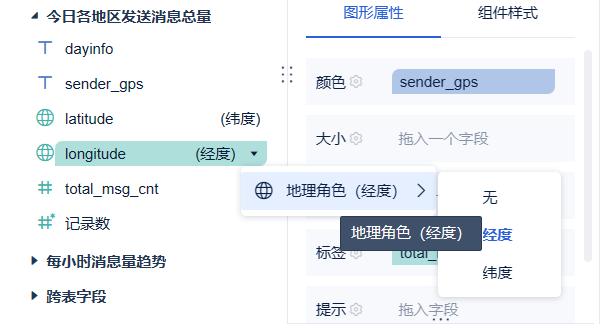 今日各地区发送消息总量
dayinfo
sender_gps
latitude (纬度)
longitude (经度)
total_msg_cnt
记录数
每小时消息量趋势
跨表字段
图形属性 组件样式
颜色 sender_gps
大小 拖入一个字段
标签
提示 拖入字段
地理角色（经度）
地理角色（经度）
无
经度
纬度